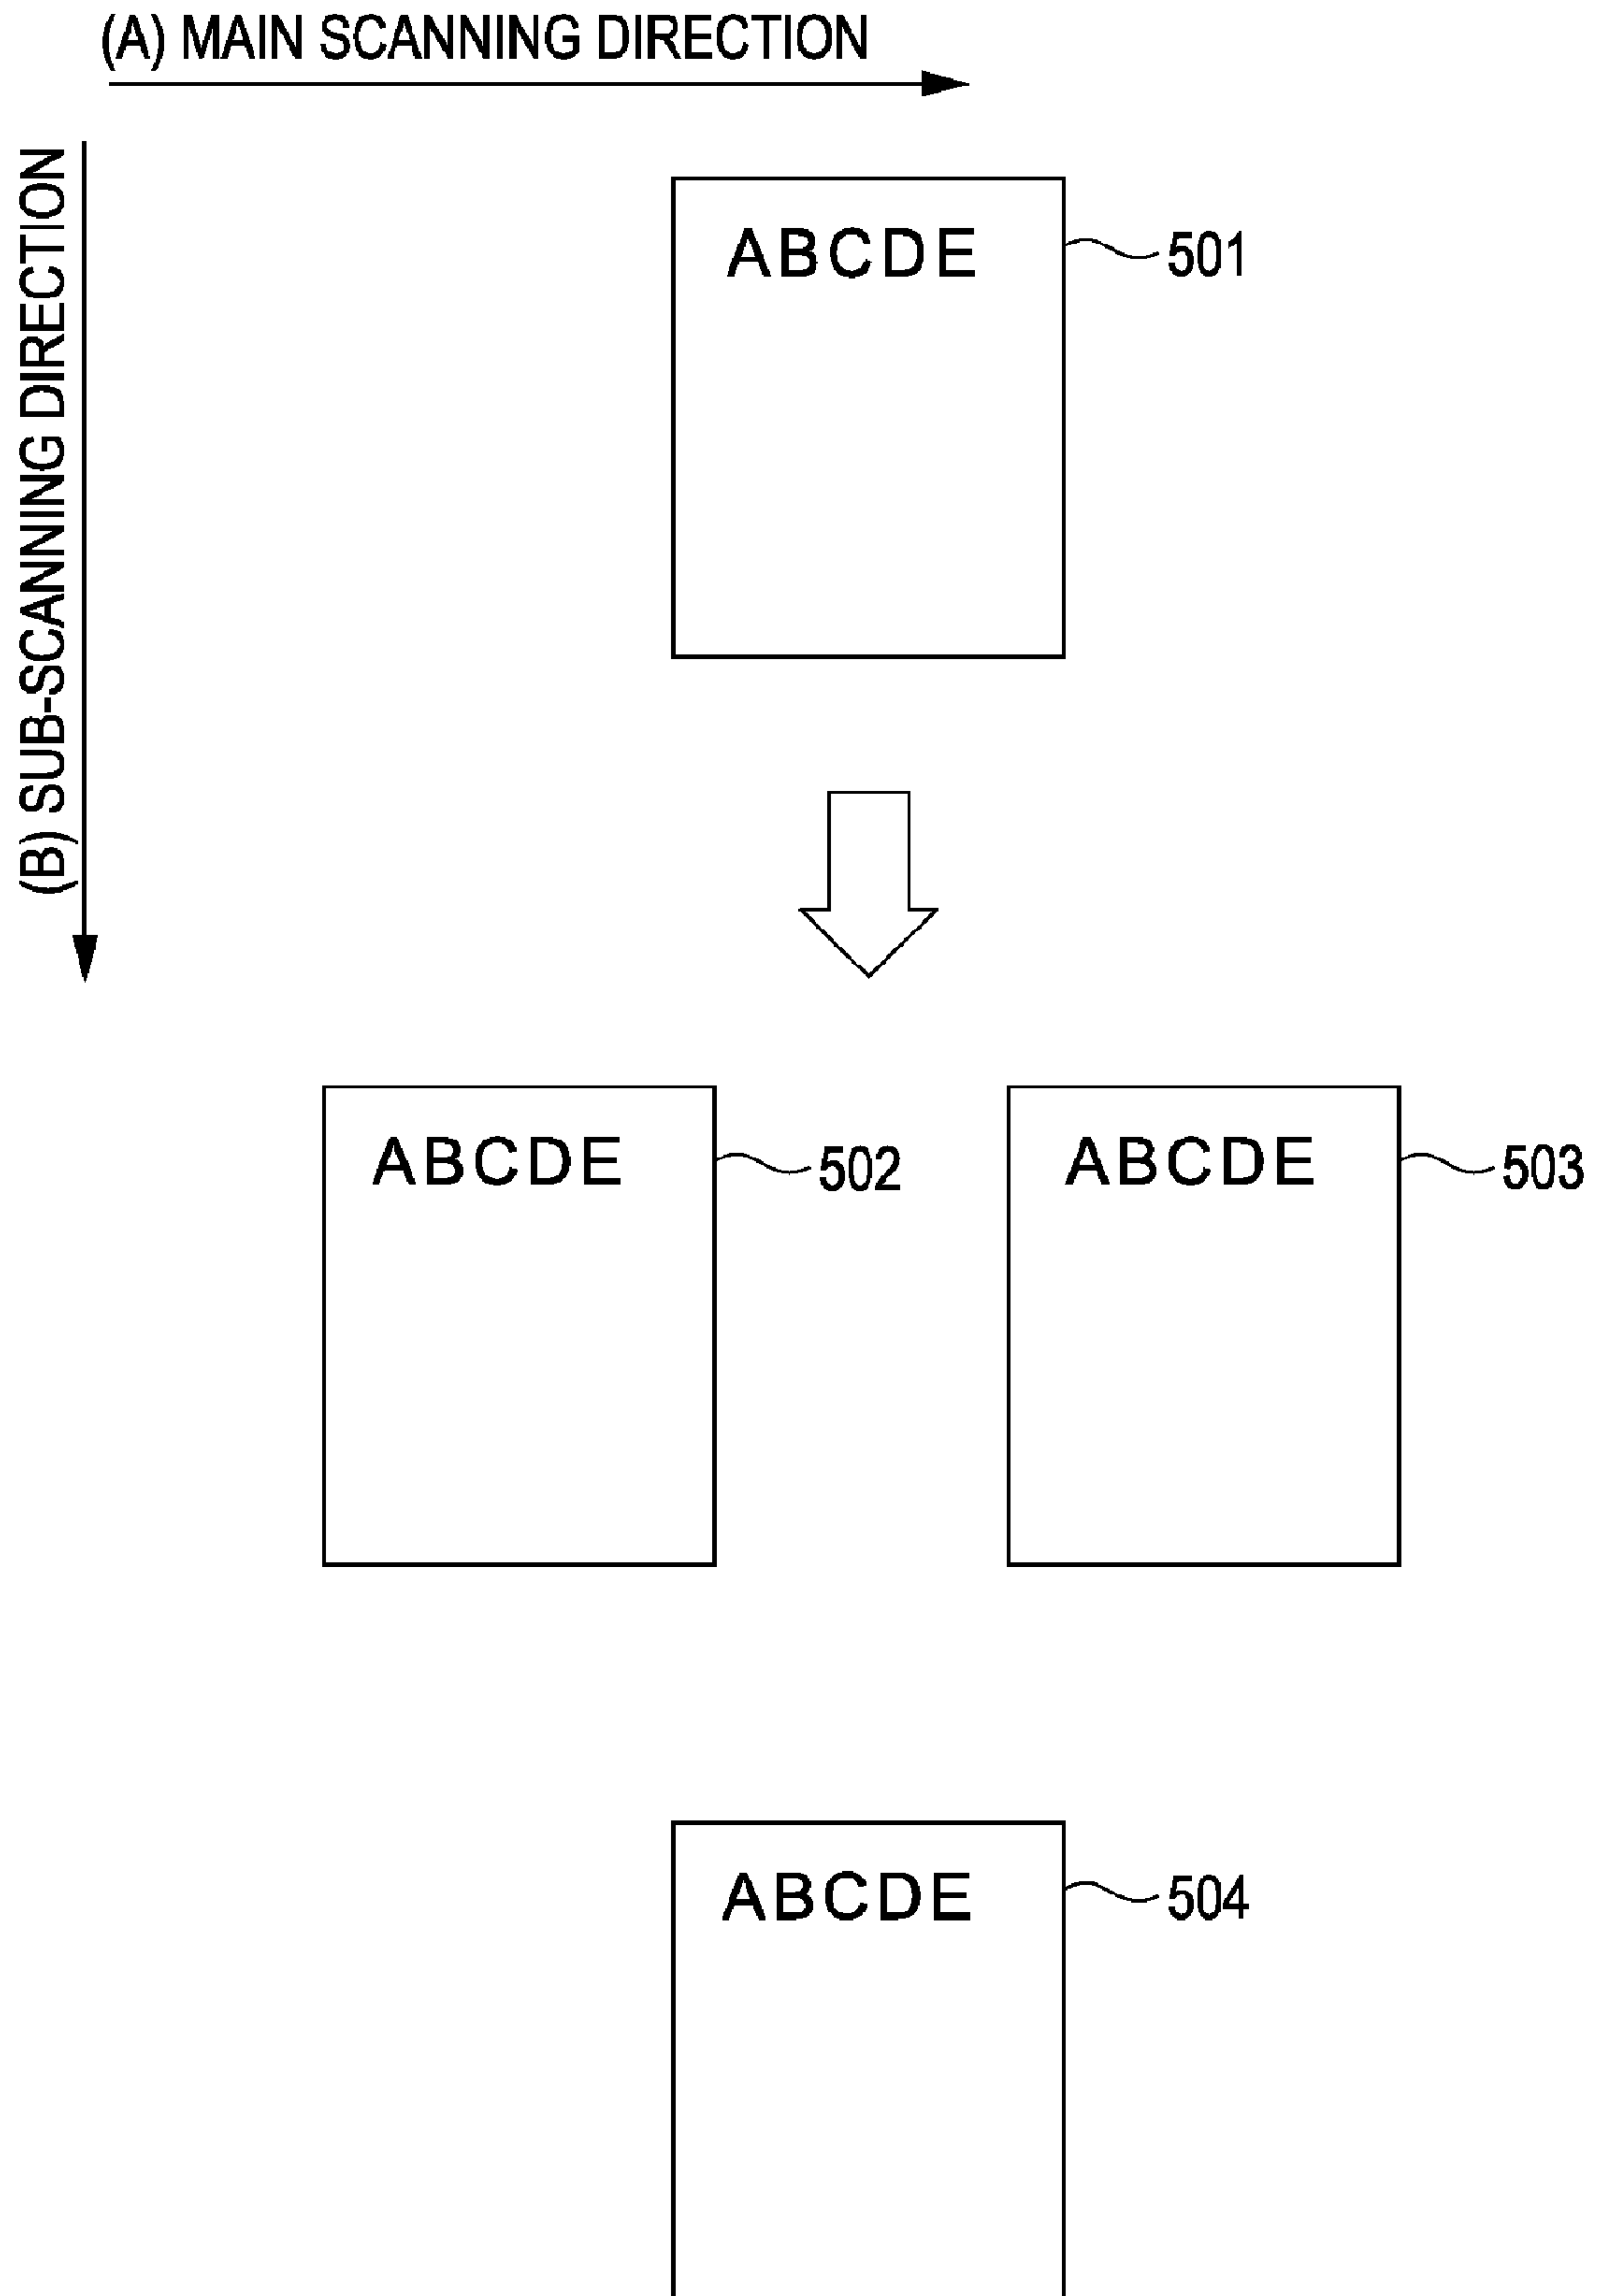 (A) MAIN SCANNING DIRECTION
(B) SUB-SCANNING DIRECTION
ABCDE
501
ABCDE
502
ABCDE
503
ABCDE
504